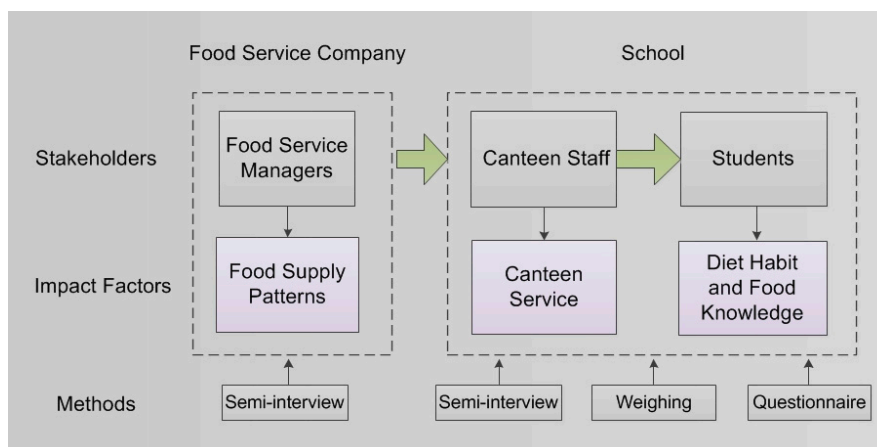 Food Service Company
School
Stakeholders
Food Service
Managers
Canteen Staff
Students
Impact Factors
Food Supply
Patterns
Canteen
Service
Diet Habit
and Food
Knowledge
Methods
Semi-interview
Semi-interview
Weighing
Questionnaire